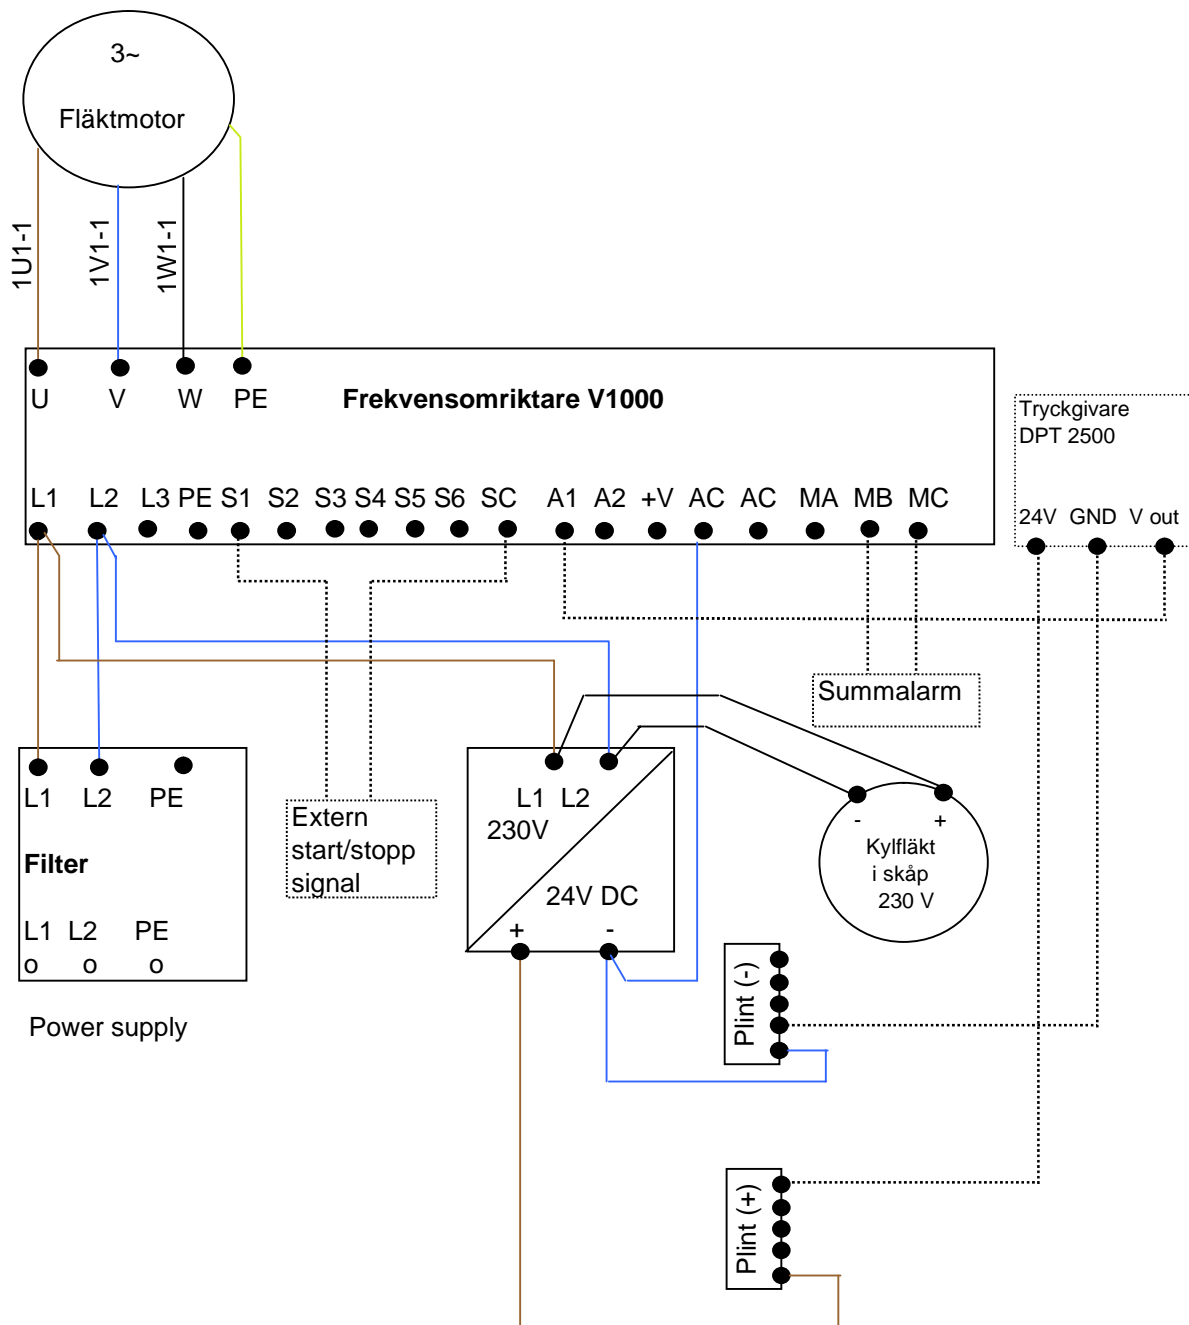 3~
Fläktmotor
1U1-1
1V1-1
1W1-1
U V W PE Frekvensomriktare V1000
Tryckgivare
DPT 2500
L1 L2 L3 PE S1 S2 S3 S4 S5 S6 SC A1 A2 +V AC AC MA MB MC
24V GND V out
Summalarm
L1 L2 PE
Filter
L1 L2 PE
o o o
Power supply
Extern
start/stopp
signal
L1 L2
230V
24V DC
+ -
- +
Kylfläkt
i skåp
230 V
Plint (-)
Plint (+)